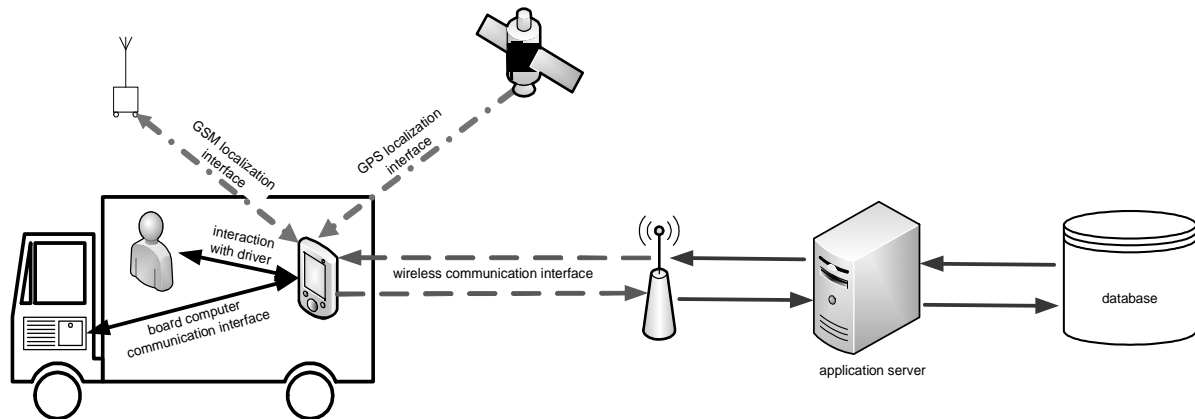 GSM localization
interface
GPS localization
interface
interaction
with driver
wireless communication interface
board computer
communication interface
application server
database